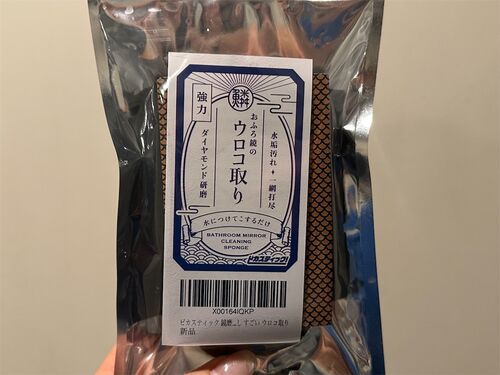 鱗
強力
ダイヤモンド研磨
おふろ鏡の
ウロコ取り
水垢汚れ✦一網打尽
水につけてこするだけ
BATHROOM MIRROR
CLEANING
SPONGE
ピカスティック!
X00164IQKP
ピカスティック 鏡磨…し すごい ウロコ取り
新品